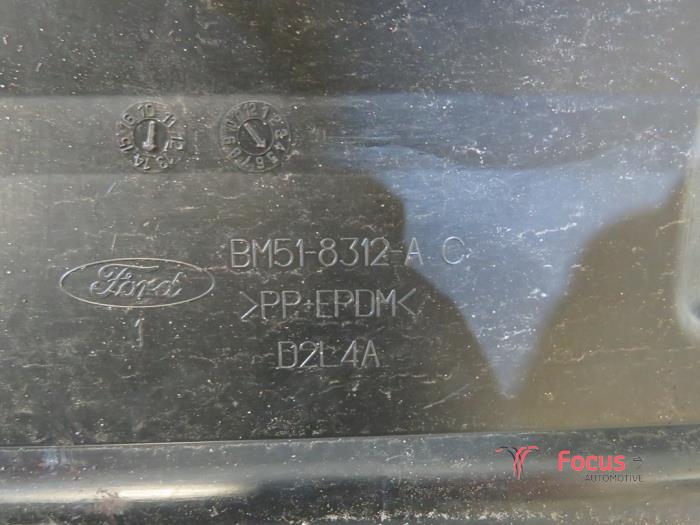 BM51-8312-A C
Ford
>PP+EPDM<
1
D2L4A
Focus
AUTOMOTIVE